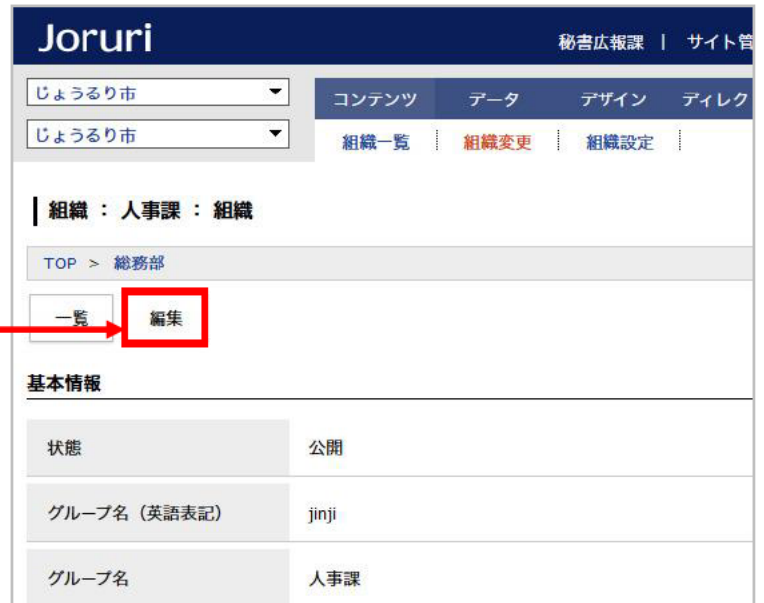 Joruri
秘書広報課 | サイト管
じょうるり市
コンテンツ データ デザイン ディレク
じょうるり市
組織一覧 組織変更 組織設定
組織 : 人事課 : 組織
TOP > 総務部
一覧 編集
基本情報
状態 公開
グループ名(英語表記) jinji
グループ名 人事課